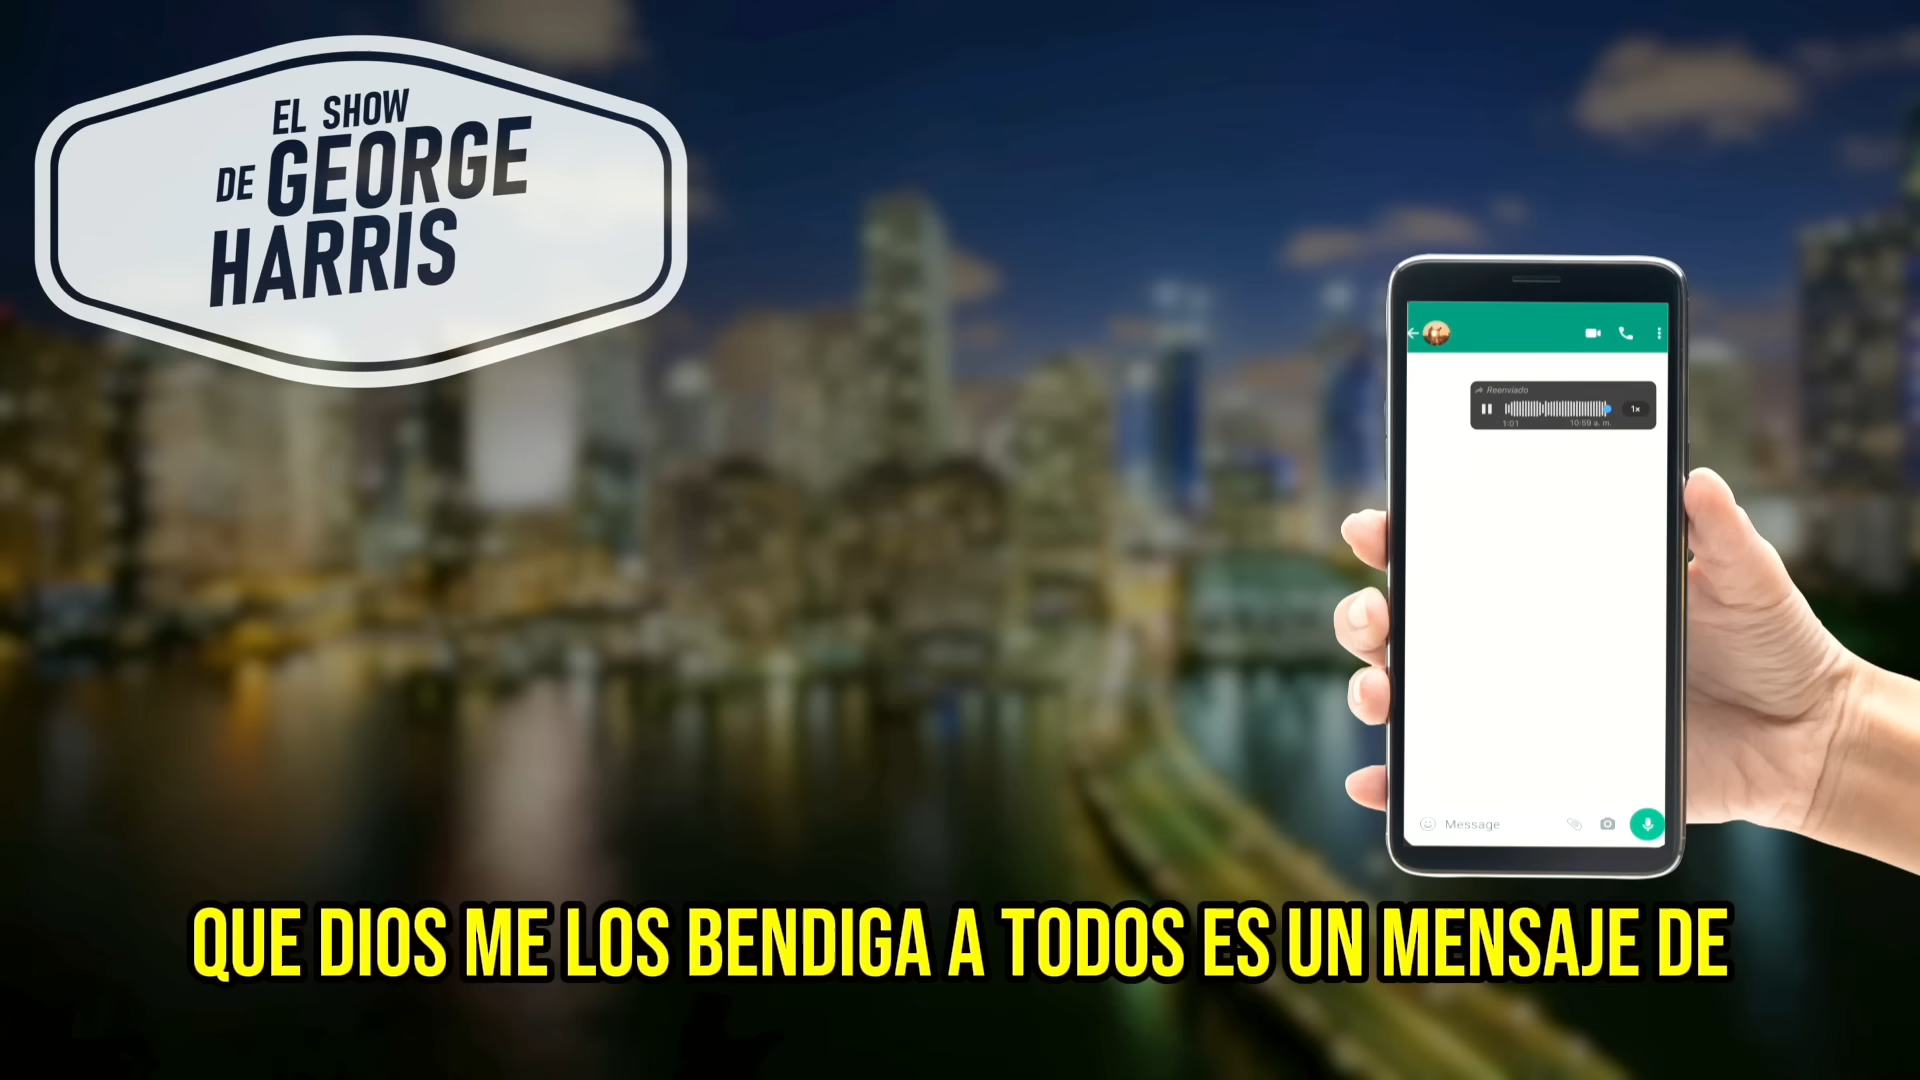 EL SHOW
DE GEORGE
HARRIS
Reenviado
1x
1:01
10:59 a. m.
Message
QUE DIOS ME LOS BENDIGA A TODOS ES UN MENSAJE DE